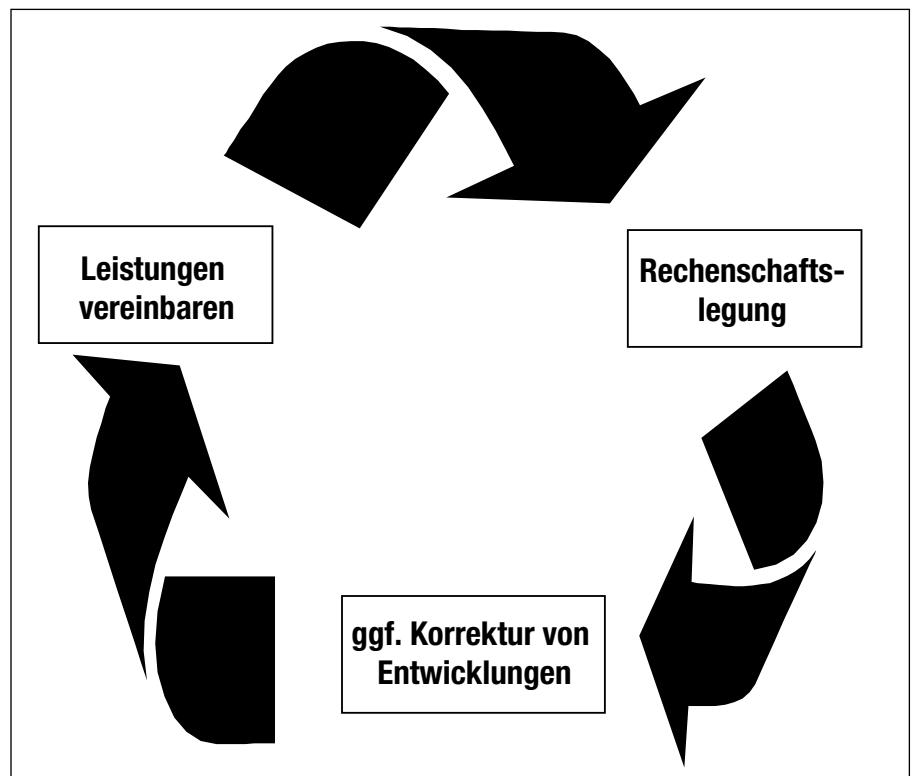 Leistungen
vereinbaren
Rechenschafts-
legung
ggf. Korrektur von
Entwicklungen